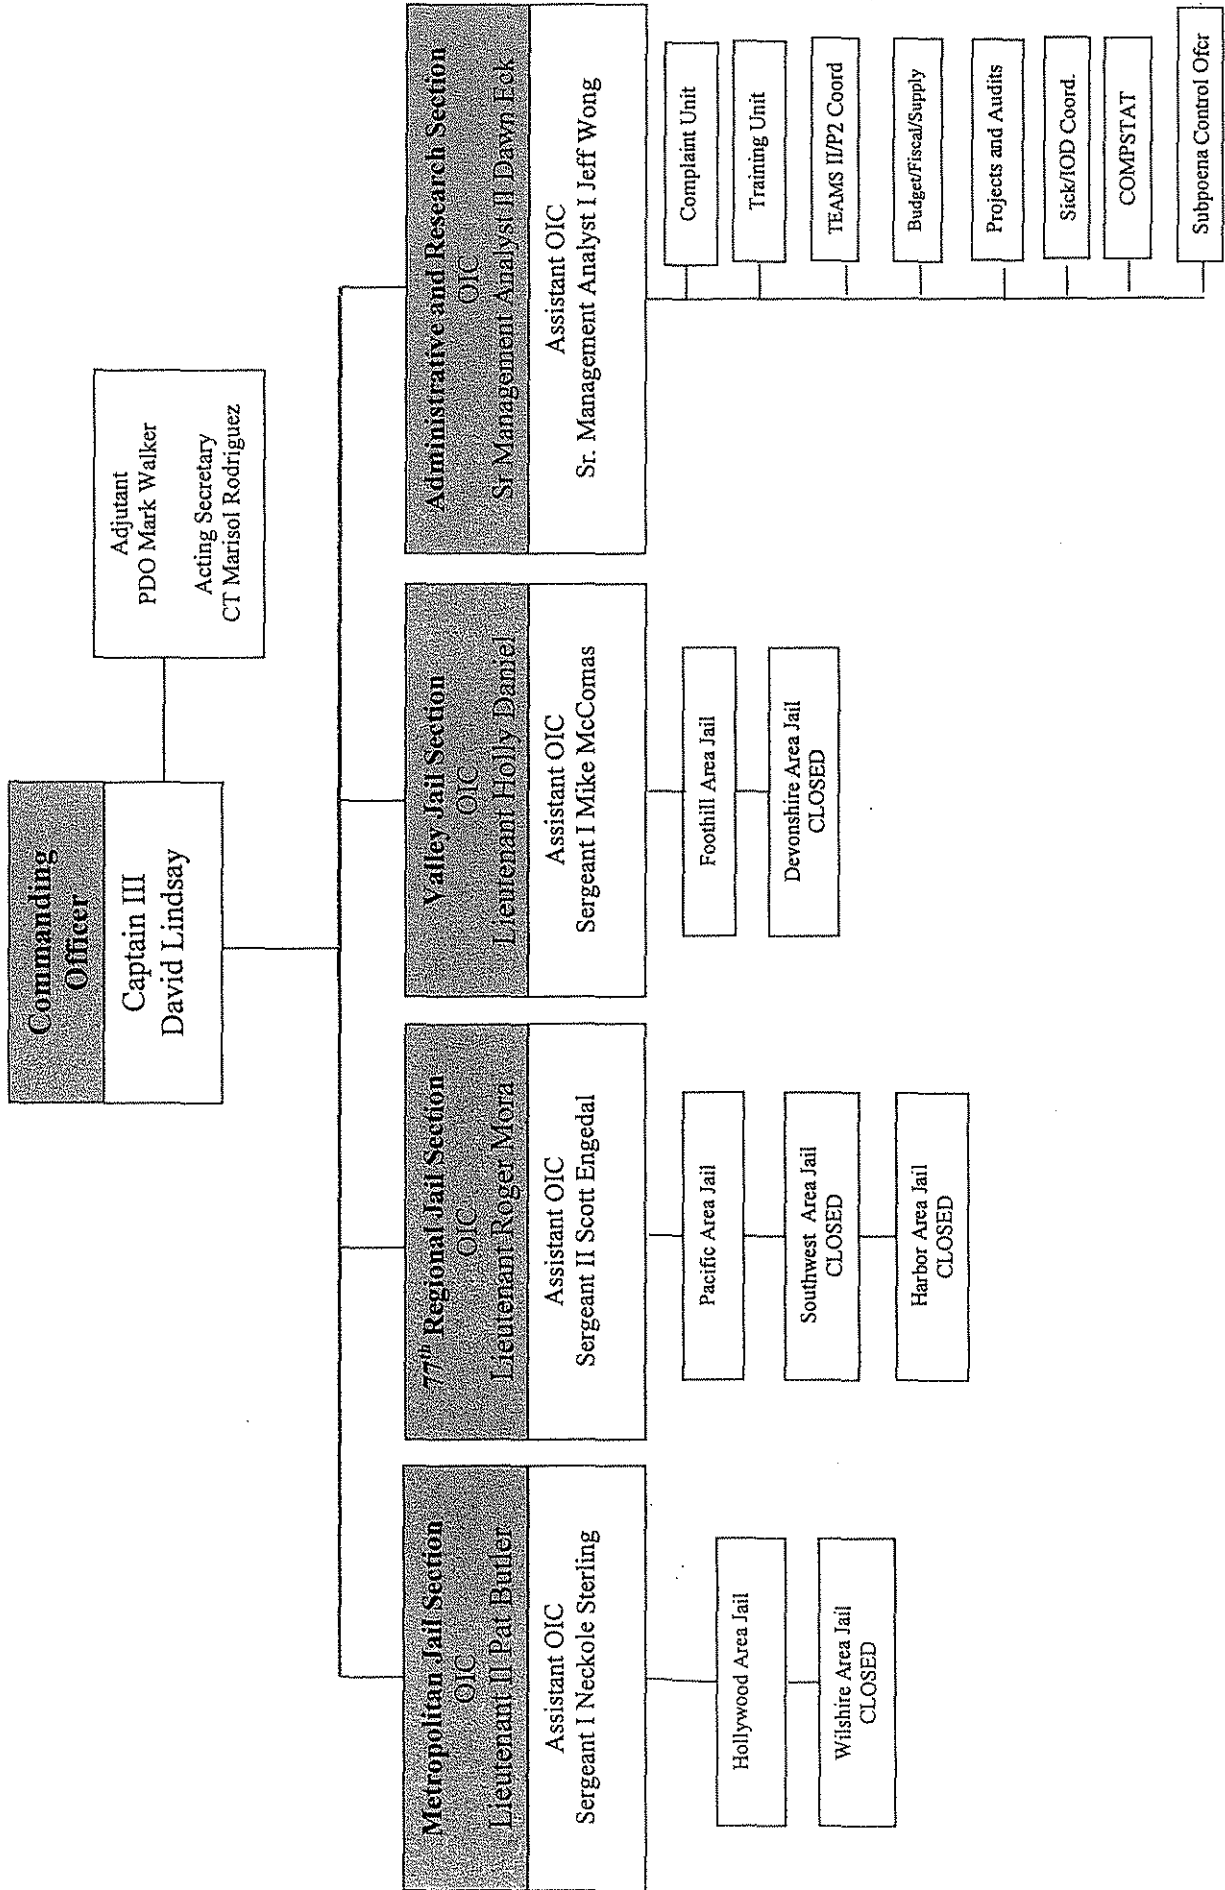 Commanding
Officer
Captain III
David Lindsay
Adjutant
PDO Mark Walker
Acting Secretary
CT Marisol Rodriguez
Metropolitan Jail Section
OIC
Lieutenant II Pat Butler
Assistant OIC
Sergeant I Neckole Sterling
Hollywood Area Jail
Wilshire Area Jail
CLOSED
77th Regional Jail Section
OIC
Lieutenant Roger Mora
Assistant OIC
Sergeant II Scott Engedal
Pacific Area Jail
Southwest Area Jail
CLOSED
Harbor Area Jail
CLOSED
Valley Jail Section
OIC
Lieutenant Holly Daniel
Assistant OIC
Sergeant I Mike McComas
Foothill Area Jail
Devonshire Area Jail
CLOSED
Administrative and Research Section
OIC
Sr Management Analyst II Dawn Eck
Assistant OIC
Sr. Management Analyst I Jeff Wong
Complaint Unit
Training Unit
TEAMS II/P2 Coord
Budget/Fiscal/Supply
Projects and Audits
Sick/IOD Coord.
COMPSTAT
Subpoena Control Ofcr